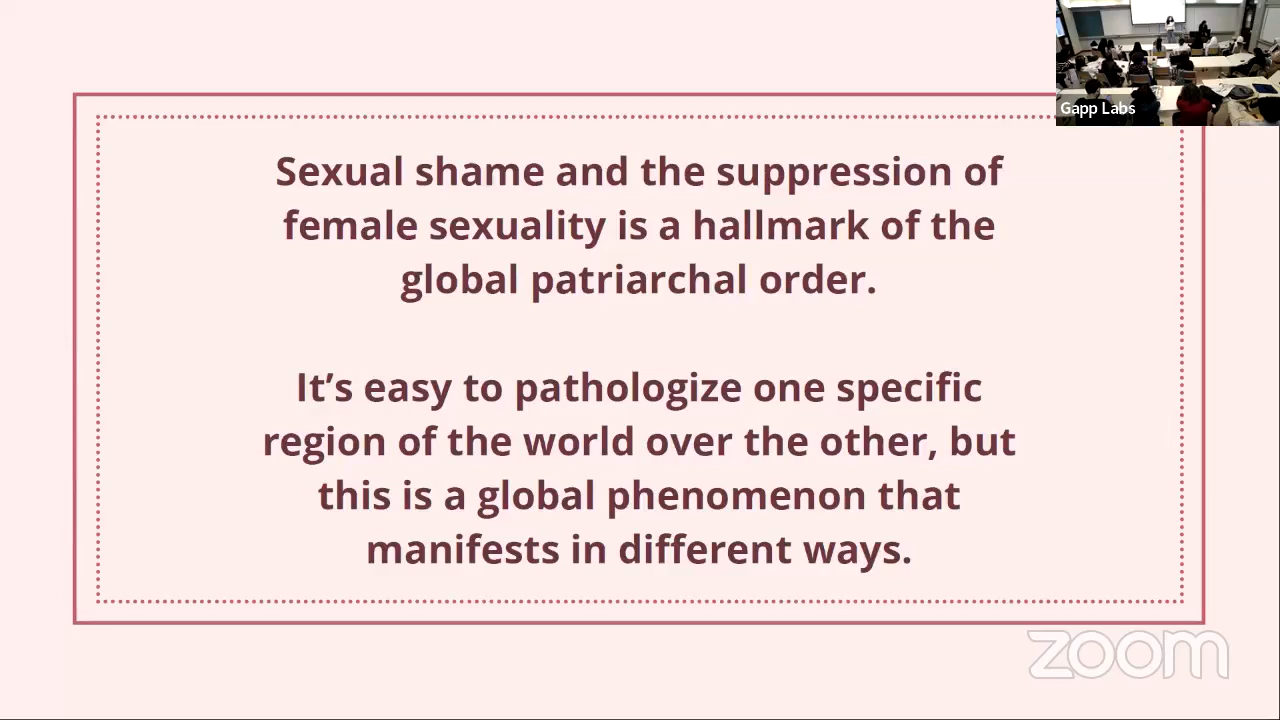 Gapp Labs
Sexual shame and the suppression of
female sexuality is a hallmark of the
global patriarchal order.
It’s easy to pathologize one specific
region of the world over the other, but
this is a global phenomenon that
manifests in different ways.
zoom